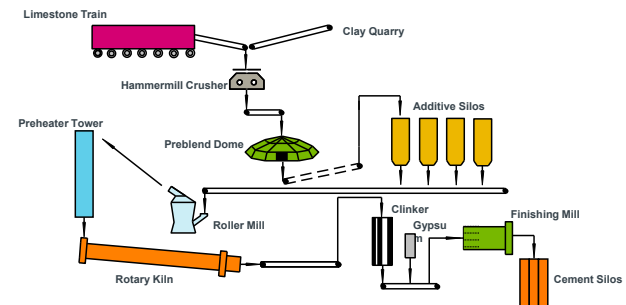 Limestone Train
Clay Quarry
Hammermill Crusher
Additive Silos
Preheater Tower
Preblend Dome
Clinker
Roller Mill
Gypsu
m
Finishing Mill
Rotary Kiln
Cement Silos